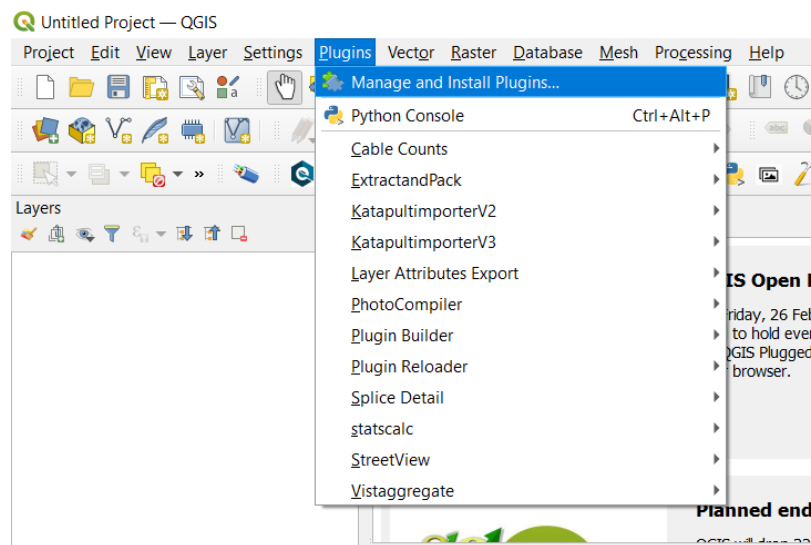 Untitled Project — QGIS
Project Edit View Layer Settings Plugins Vector Raster Database Mesh Processing Help
Manage and Install Plugins...
Python Console Ctrl+Alt+P
Cable Counts
ExtractandPack
KatapultimporterV2
KatapultimporterV3
Layer Attributes Export
PhotoCompiler
Plugin Builder
Plugin Reloader
Splice Detail
statscalc
StreetView
Vistaggregate
Layers
IS Open
riday, 26 Fel
to hold ever
QGIS Plugged
browser.
Planned end